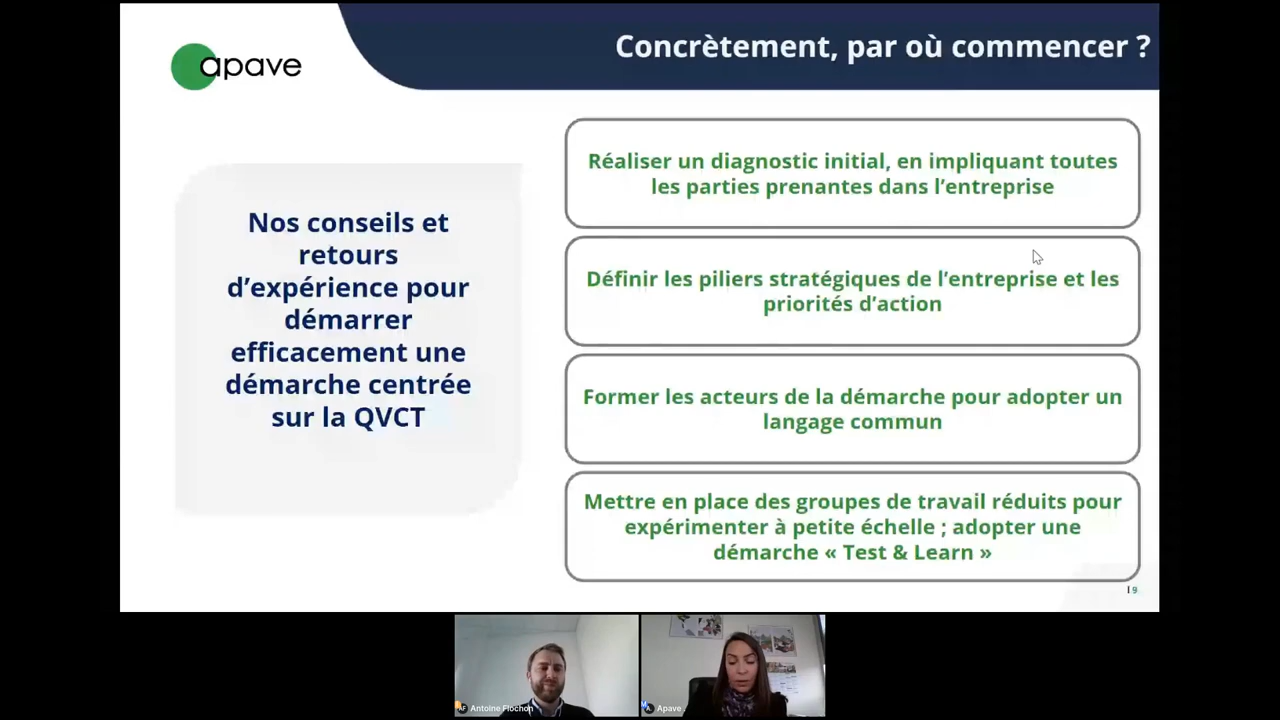 apave
Concrètement, par où commencer ?
Nos conseils et
retours
d’expérience pour
démarrer
efficacement une
démarche centrée
sur la QVCT
Réaliser un diagnostic initial, en impliquant toutes
les parties prenantes dans l’entreprise
Définir les piliers stratégiques de l’entreprise et les
priorités d’action
Former les acteurs de la démarche pour adopter un
langage commun
Mettre en place des groupes de travail réduits pour
expérimenter à petite échelle ; adopter une
démarche « Test & Learn »
| 9
AF Antoine Flochon
A. Apave